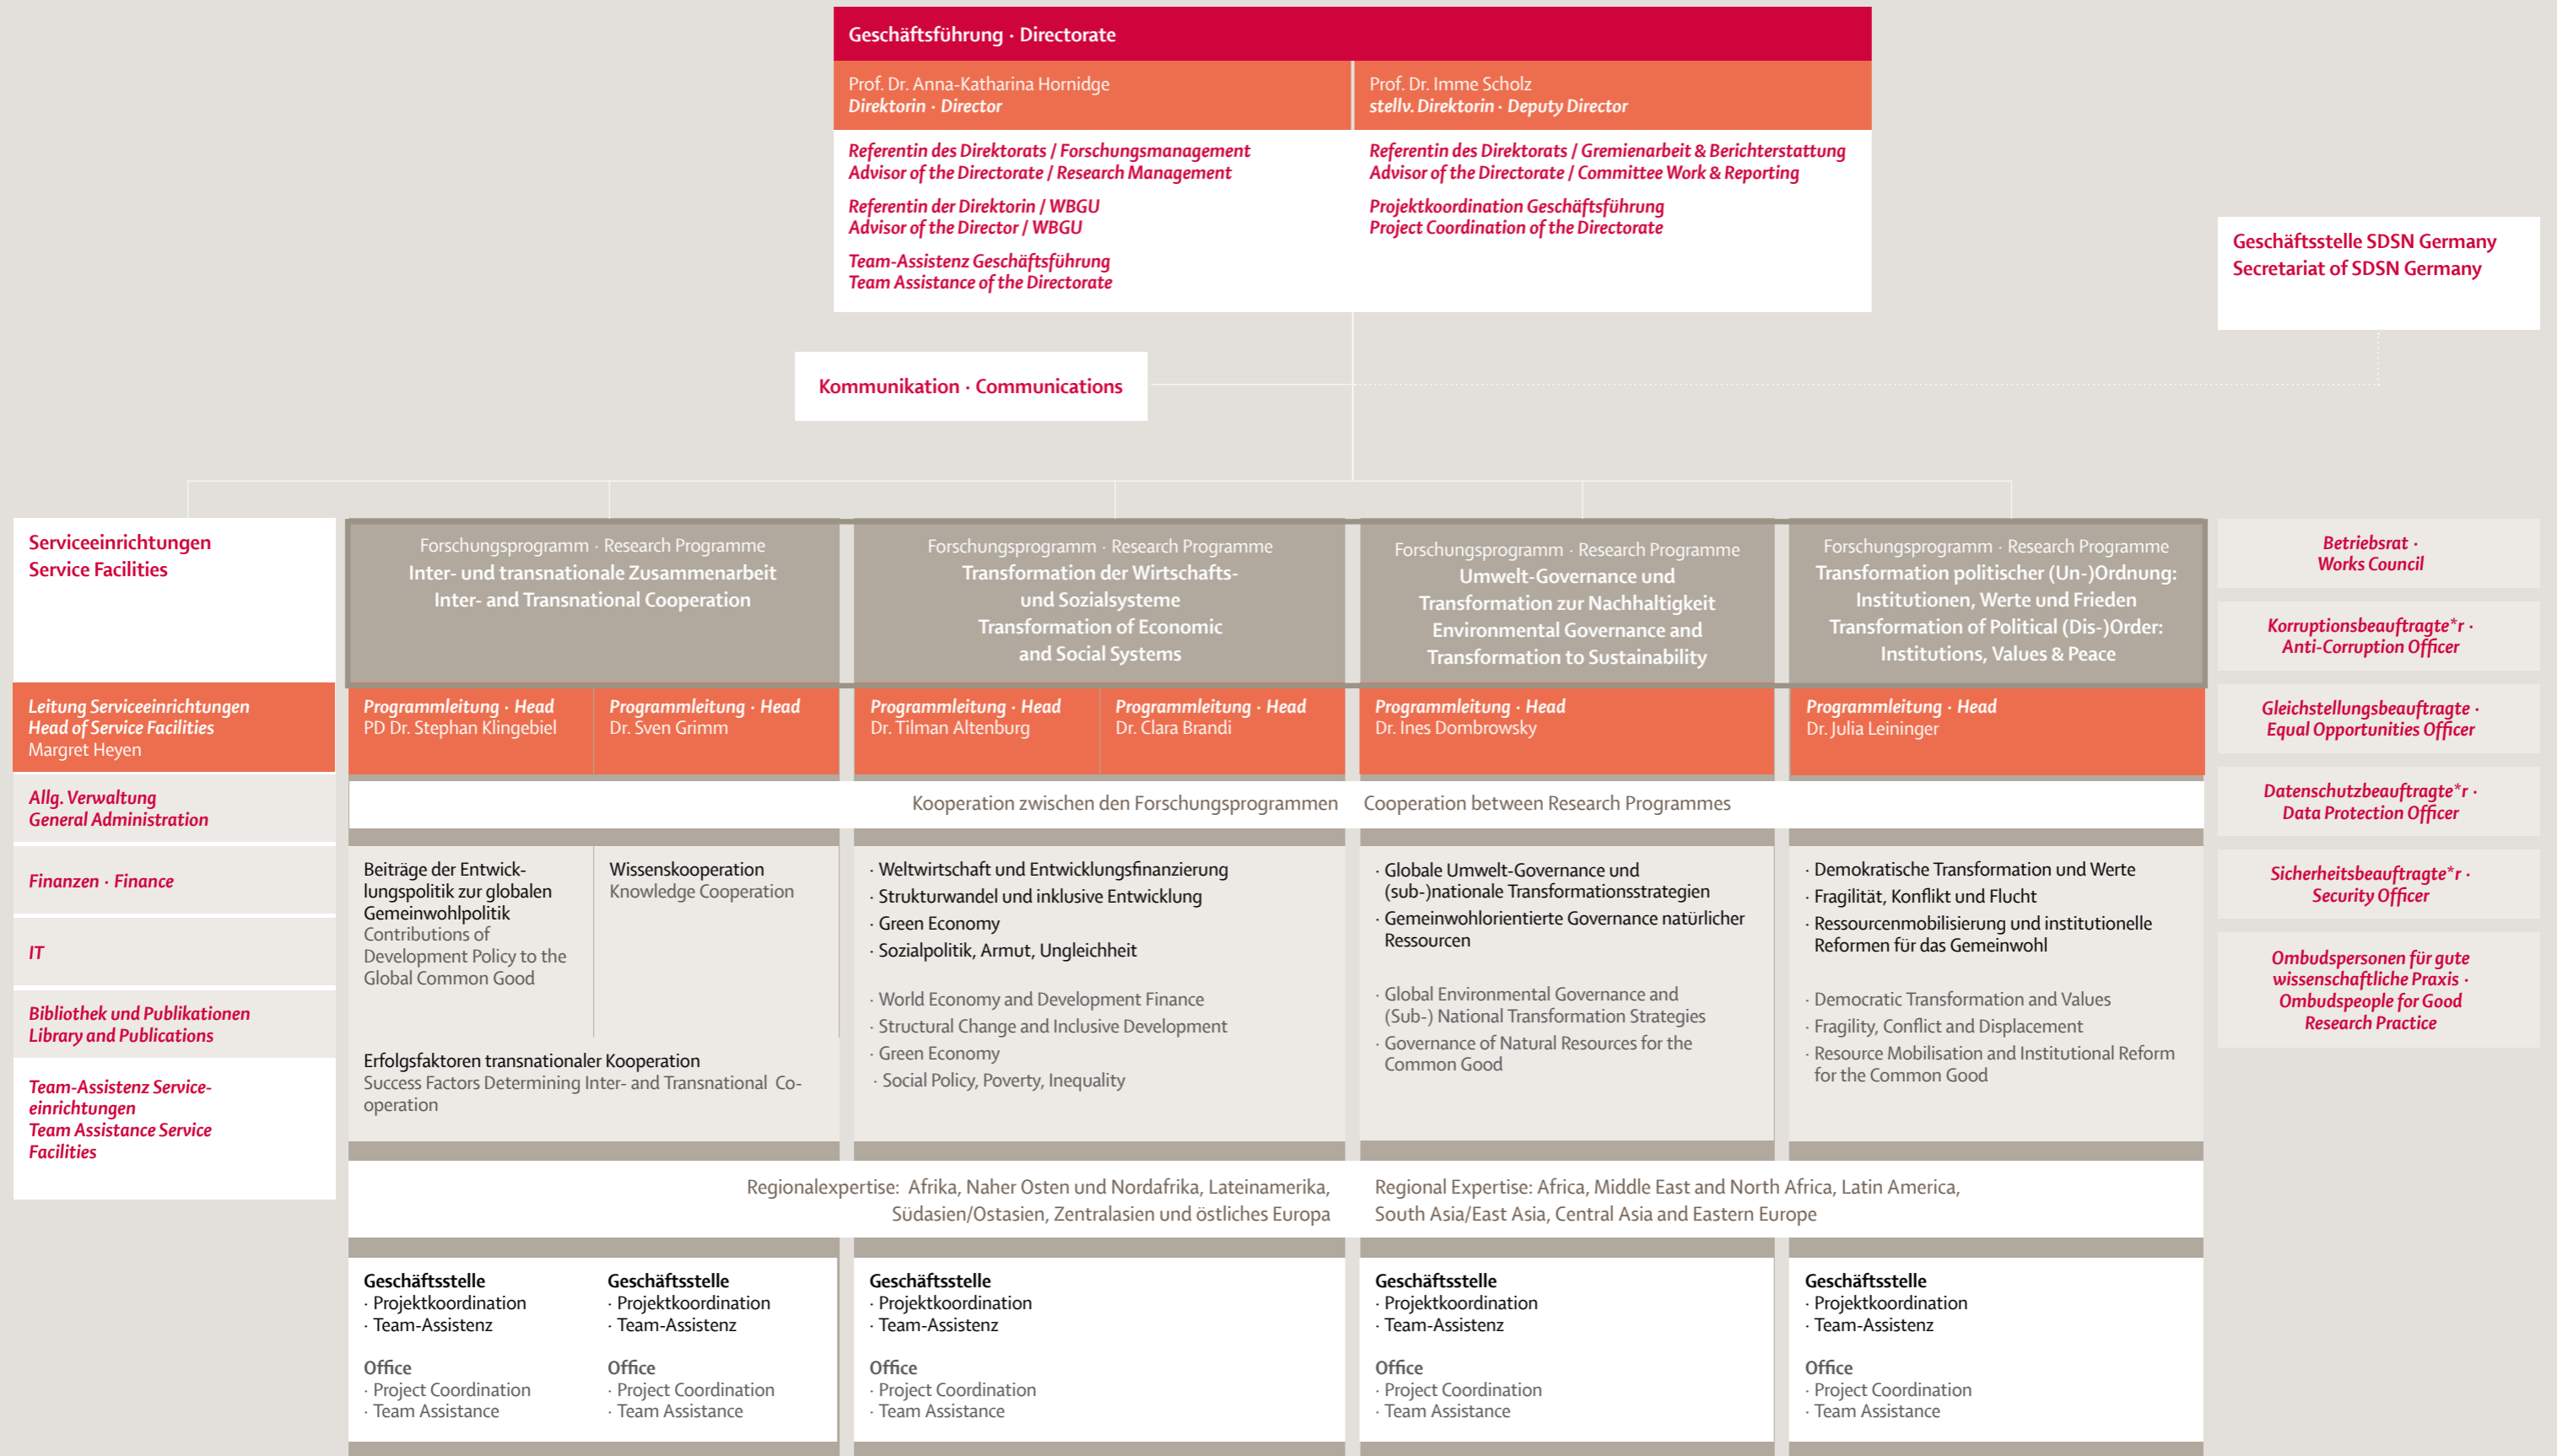 Geschäftsführung · Directorate
Prof. Dr. Anna-Katharina Hornidge
Direktorin · Director
Prof. Dr. Imme Scholz
stellv. Direktorin · Deputy Director
Referentin des Direktorats / Forschungsmanagement
Advisor of the Directorate / Research Management
Referentin der Direktorin / WBGU
Advisor of the Director / WBGU
Team-Assistenz Geschäftsführung
Team Assistance of the Directorate
Referentin des Direktorats / Gremienarbeit & Berichterstattung
Advisor of the Directorate / Committee Work & Reporting
Projektkoordination Geschäftsführung
Project Coordination of the Directorate
Geschäftsstelle SDSN Germany
Secretariat of SDSN Germany
Kommunikation · Communications
Serviceeinrichtungen
Service Facilities
Leitung Serviceeinrichtungen
Head of Service Facilities
Margret Heyen
Allg. Verwaltung
General Administration
Finanzen · Finance
IT
Bibliothek und Publikationen
Library and Publications
Team-Assistenz Service-
einrichtungen
Team Assistance Service
Facilities
Forschungsprogramm · Research Programme
Inter- und transnationale Zusammenarbeit
Inter- and Transnational Cooperation
Forschungsprogramm · Research Programme
Transformation der Wirtschafts-
und Sozialsysteme
Transformation of Economic
and Social Systems
Forschungsprogramm · Research Programme
Umwelt-Governance und
Transformation zur Nachhaltigkeit
Environmental Governance and
Transformation to Sustainability
Forschungsprogramm · Research Programme
Transformation politischer (Un-)Ordnung:
Institutionen, Werte und Frieden
Transformation of Political (Dis-)Order:
Institutions, Values & Peace
Programmleitung · Head
PD Dr. Stephan Klingebiel
Programmleitung · Head
Dr. Sven Grimm
Programmleitung · Head
Dr. Tilman Altenburg
Programmleitung · Head
Dr. Clara Brandi
Programmleitung · Head
Dr. Ines Dombrowsky
Programmleitung · Head
Dr. Julia Leininger
Kooperation zwischen den Forschungsprogrammen
Cooperation between Research Programmes
Beiträge der Entwick-
lungspolitik zur globalen
Gemeinwohlpolitik
Contributions of
Development Policy to the
Global Common Good
Wissenskooperation
Knowledge Cooperation
Erfolgsfaktoren transnationaler Kooperation
Success Factors Determining Inter- and Transnational Co-
operation
· Weltwirtschaft und Entwicklungsfinanzierung
· Strukturwandel und inklusive Entwicklung
· Green Economy
· Sozialpolitik, Armut, Ungleichheit
· World Economy and Development Finance
· Structural Change and Inclusive Development
· Green Economy
· Social Policy, Poverty, Inequality
· Globale Umwelt-Governance und
(sub-)nationale Transformationsstrategien
· Gemeinwohlorientierte Governance natürlicher
Ressourcen
· Global Environmental Governance and
(Sub-) National Transformation Strategies
· Governance of Natural Resources for the
Common Good
· Demokratische Transformation und Werte
· Fragilität, Konflikt und Flucht
· Ressourcenmobilisierung und institutionelle
Reformen für das Gemeinwohl
· Democratic Transformation and Values
· Fragility, Conflict and Displacement
· Resource Mobilisation and Institutional Reform
for the Common Good
Regionalexpertise: Afrika, Naher Osten und Nordafrika, Lateinamerika,
Südasien/Ostasien, Zentralasien und östliches Europa
Regional Expertise: Africa, Middle East and North Africa, Latin America,
South Asia/East Asia, Central Asia and Eastern Europe
Geschäftsstelle
· Projektkoordination
· Team-Assistenz
Office
· Project Coordination
· Team Assistance
Geschäftsstelle
· Projektkoordination
· Team-Assistenz
Office
· Project Coordination
· Team Assistance
Geschäftsstelle
· Projektkoordination
· Team-Assistenz
Office
· Project Coordination
· Team Assistance
Geschäftsstelle
· Projektkoordination
· Team-Assistenz
Office
· Project Coordination
· Team Assistance
Geschäftsstelle
· Projektkoordination
· Team-Assistenz
Office
· Project Coordination
· Team Assistance
Betriebsrat ·
Works Council
Korruptionsbeauftragte*r ·
Anti-Corruption Officer
Gleichstellungsbeauftragte ·
Equal Opportunities Officer
Datenschutzbeauftragte*r ·
Data Protection Officer
Sicherheitsbeauftragte*r ·
Security Officer
Ombudspersonen für gute
wissenschaftliche Praxis ·
Ombudspeople for Good
Research Practice